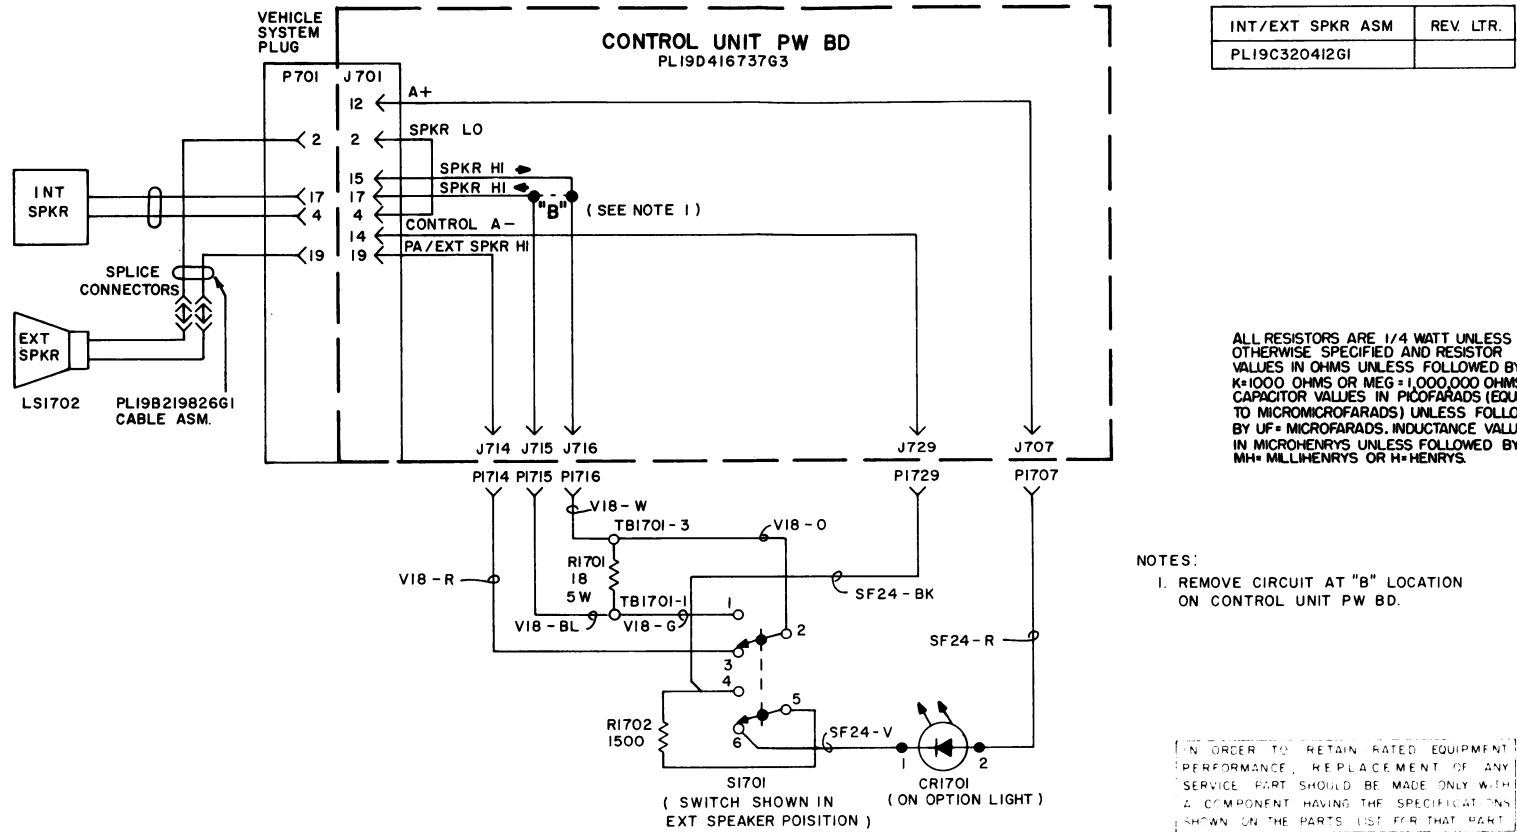 VEHICLE
SYSTEM
PLUG
CONTROL UNIT PW BD
PL19D416737G3
INT/EXT SPKR ASM
REV. LTR.
PL19C320412G1
P701
J701
12
A+
2
2
SPKR LO
15
SPKR HI
INT
SPKR
17
17
SPKR HI
"B"
(SEE NOTE 1)
4
4
CONTROL A-
14
19
19
PA/EXT SPKR HI
SPLICE
CONNECTORS
EXT
SPKR
LS1702
PL19B219826G1
CABLE ASM.
ALL RESISTORS ARE 1/4 WATT UNLESS
OTHERWISE SPECIFIED AND RESISTOR
VALUES IN OHMS UNLESS FOLLOWED BY
K=1000 OHMS OR MEG = 1,000,000 OHMS
CAPACITOR VALUES IN PICOFARADS (EQU
TO MICROMICROFARADS) UNLESS FOLLO
BY UF= MICROFARADS. INDUCTANCE VALU
IN MICROHENRYS UNLESS FOLLOWED BY
MH= MILLIHENRYS OR H=HENRYS.
J714
J715
J716
J729
J707
P1714
P1715
P1716
P1729
P1707
V18-W
TB1701-3
V18-O
R1701
18
5W
V18-R
SF24-BK
TB1701-1
1
V18-BL
V18-G
2
3
SF24-R
4
5
R1702
1500
6
SF24-V
1
2
S1701
(SWITCH SHOWN IN
EXT SPEAKER POISITION)
CR1701
(ON OPTION LIGHT)
NOTES:
1. REMOVE CIRCUIT AT "B" LOCATION
ON CONTROL UNIT PW BD.
IN ORDER TO RETAIN RATED EQUIPMENT
PERFORMANCE, REPLACEMENT OF ANY
SERVICE PART SHOULD BE MADE ONLY WITH
A COMPONENT HAVING THE SPECIFICATIONS
SHOWN ON THE PARTS LIST FOR THAT PART